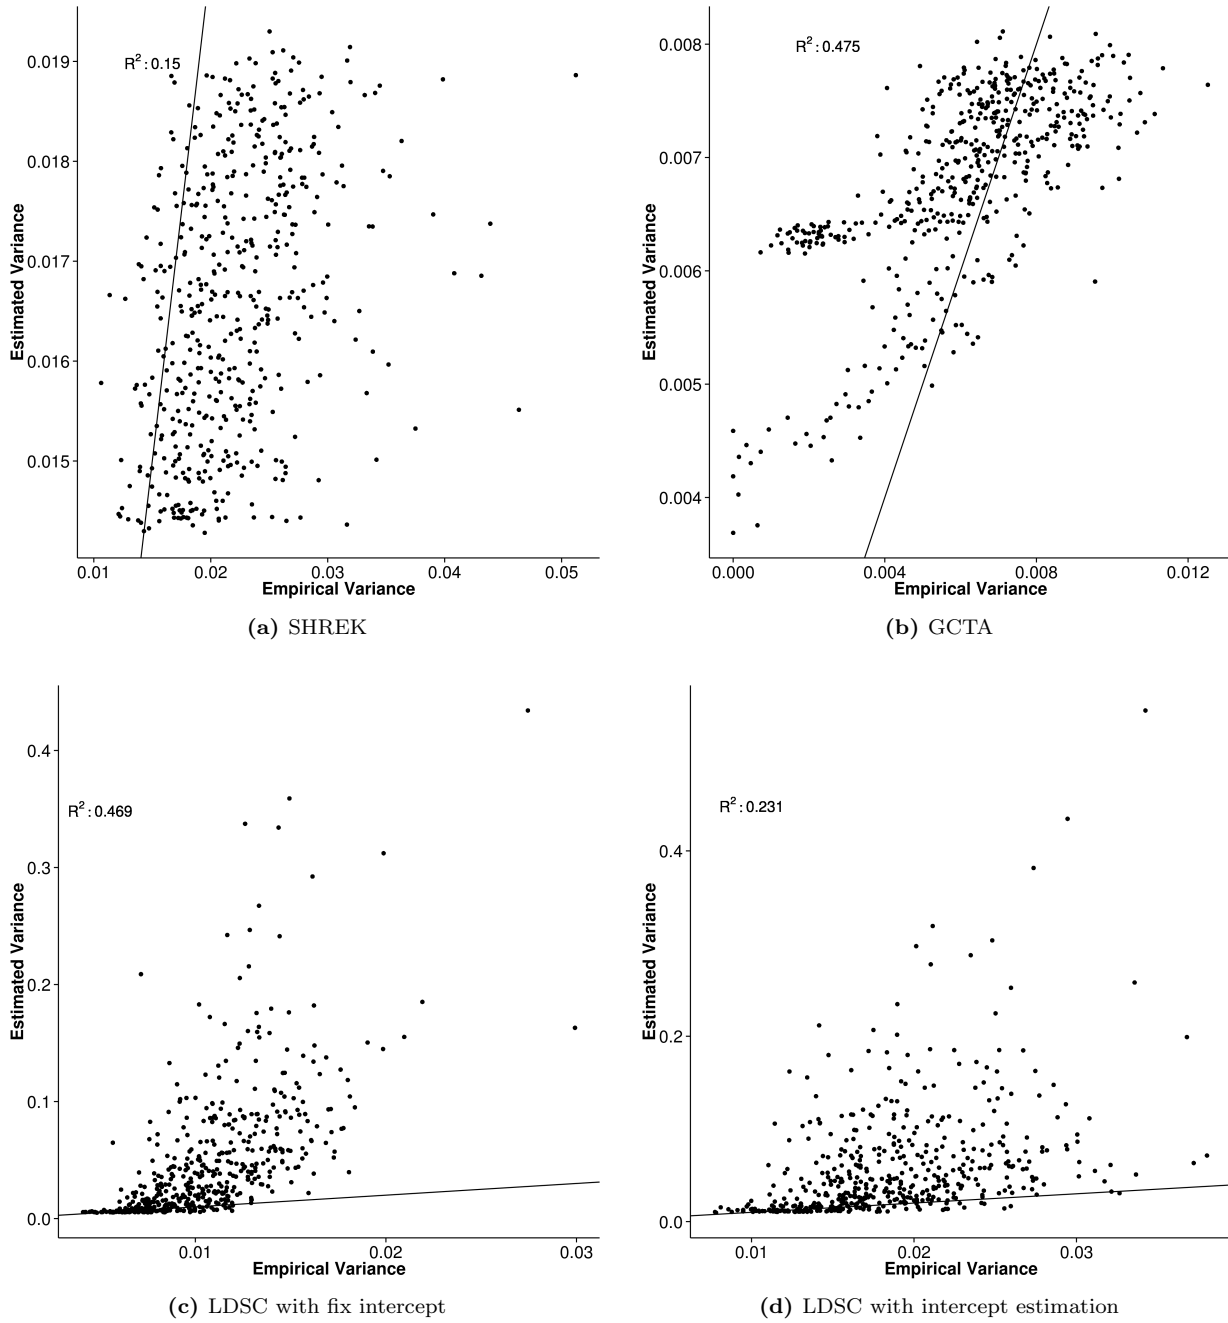 R²: 0.15
0.019
0.018
0.017
0.016
0.015
Estimated Variance
0.01 0.02 0.03 0.04 0.05
Empirical Variance
(a) SHREK
R²: 0.475
0.008
0.007
0.006
0.005
0.004
Estimated Variance
0.000 0.004 0.008 0.012
Empirical Variance
(b) GCTA
R²: 0.469
0.4
0.3
0.2
0.1
0.0
Estimated Variance
0.01 0.02 0.03
Empirical Variance
(c) LDSC with fix intercept
R²: 0.231
0.4
0.2
0.0
Estimated Variance
0.01 0.02 0.03
Empirical Variance
(d) LDSC with intercept estimation